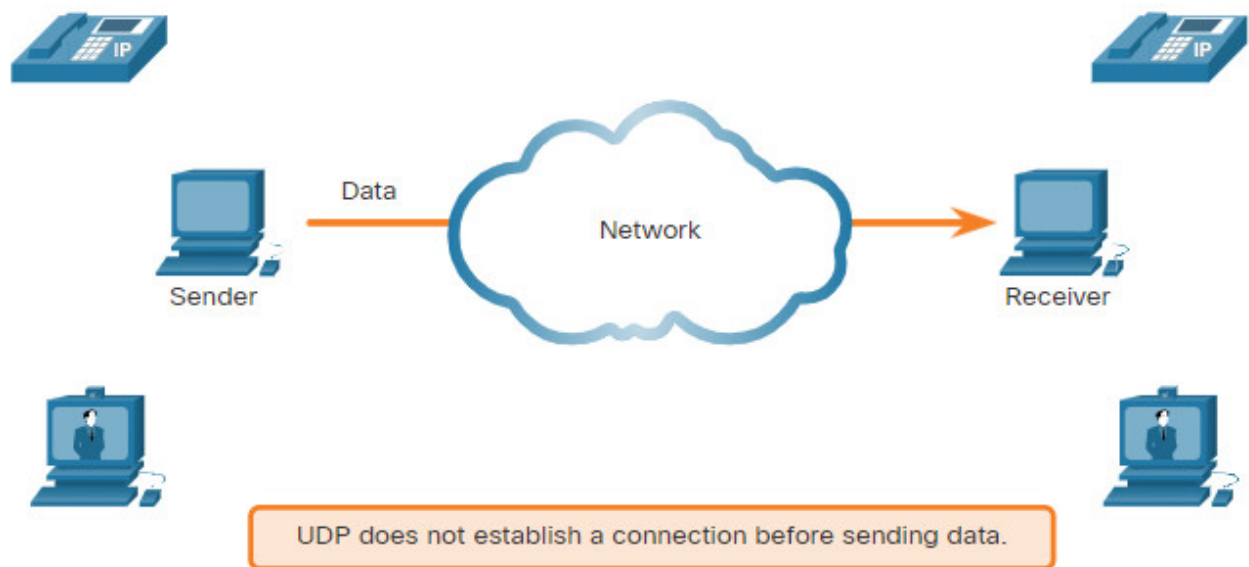 IP
IP
Data
Network
Sender
Receiver
UDP does not establish a connection before sending data.